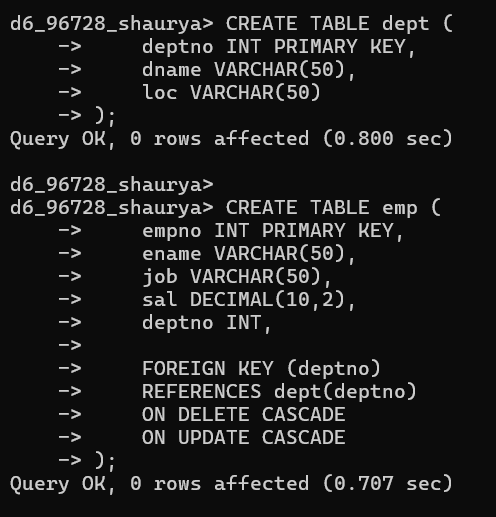 d6_96728_shaurya> CREATE TABLE dept (
    ->     deptno INT PRIMARY KEY,
    ->     dname VARCHAR(50),
    ->     loc VARCHAR(50)
    -> );
Query OK, 0 rows affected (0.800 sec)

d6_96728_shaurya>
d6_96728_shaurya> CREATE TABLE emp (
    ->     empno INT PRIMARY KEY,
    ->     ename VARCHAR(50),
    ->     job VARCHAR(50),
    ->     sal DECIMAL(10,2),
    ->     deptno INT,
    ->
    ->     FOREIGN KEY (deptno)
    ->     REFERENCES dept(deptno)
    ->     ON DELETE CASCADE
    ->     ON UPDATE CASCADE
    -> );
Query OK, 0 rows affected (0.707 sec)